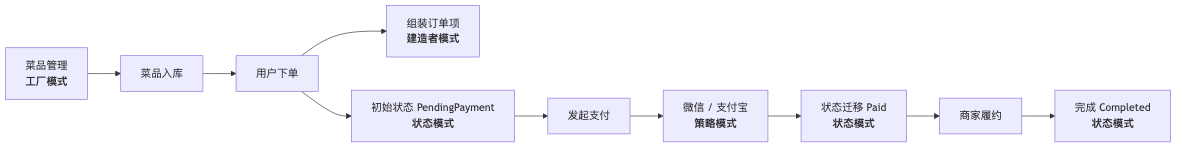 菜品管理
工厂模式
菜品入库
用户下单
组装订单项
建造者模式
初始状态 PendingPayment
状态模式
发起支付
微信 / 支付宝
策略模式
状态迁移 Paid
状态模式
商家履约
完成 Completed
状态模式